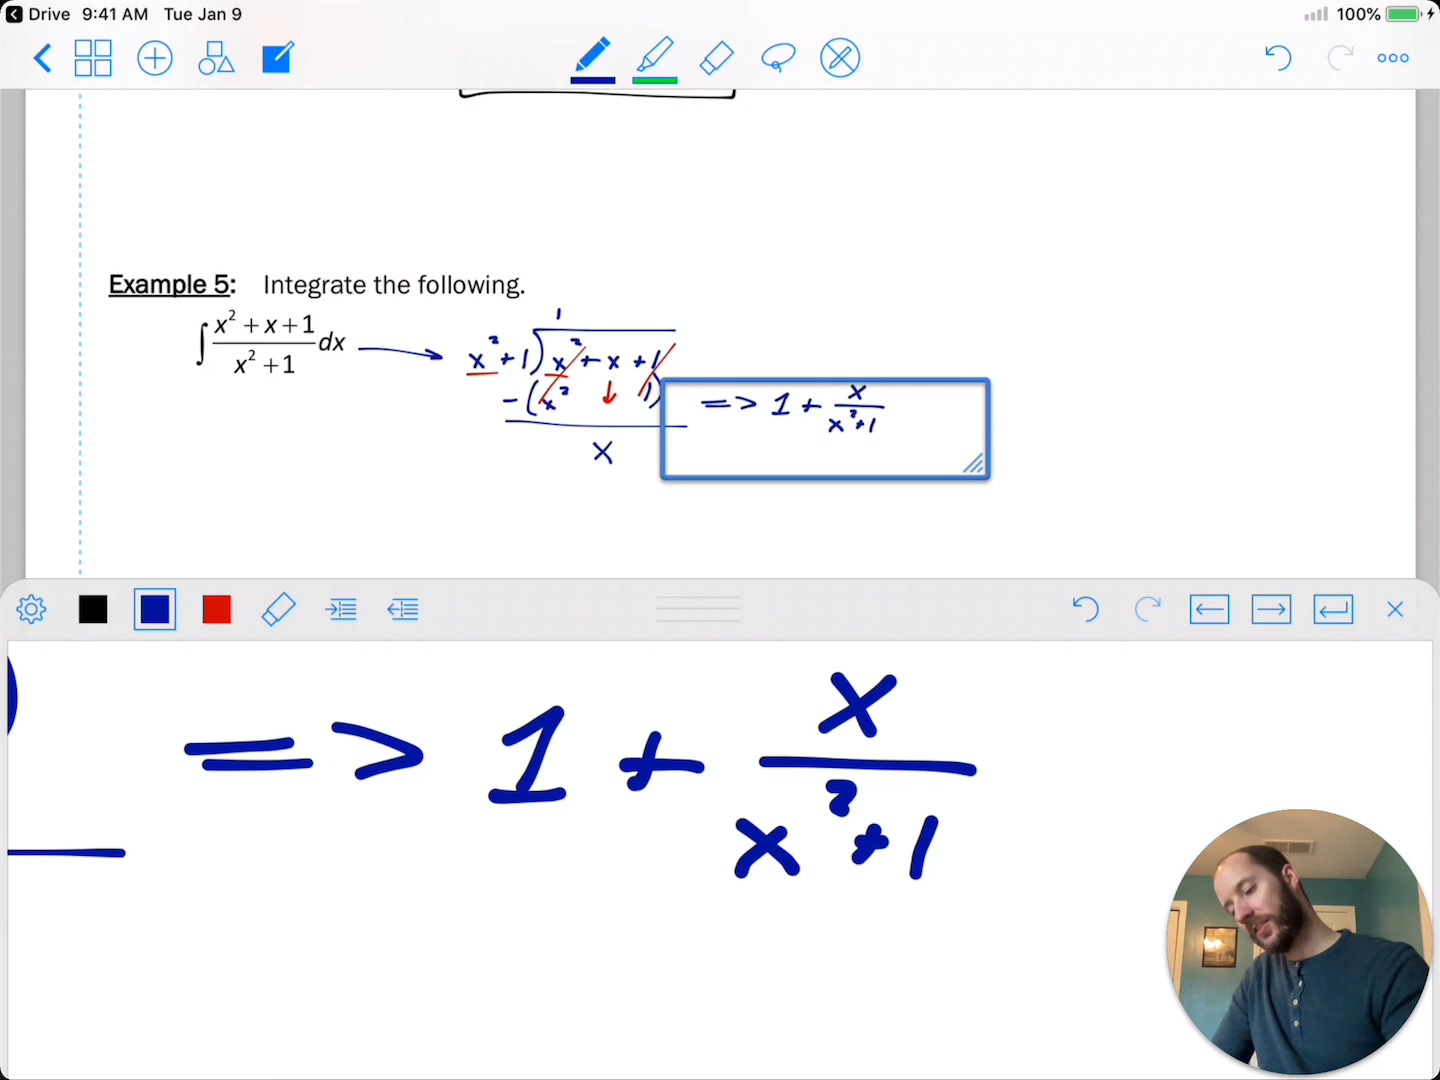 Drive 9:41 AM Tue Jan 9 100%
Example 5: Integrate the following.
∫ (x² + x + 1)/(x² + 1) dx
1
x² + 1 ) x² + x + 1
- ( x² ↓ 1 )
x
=> 1 + x/(x² + 1)
=> 1 + x/(x² + 1)